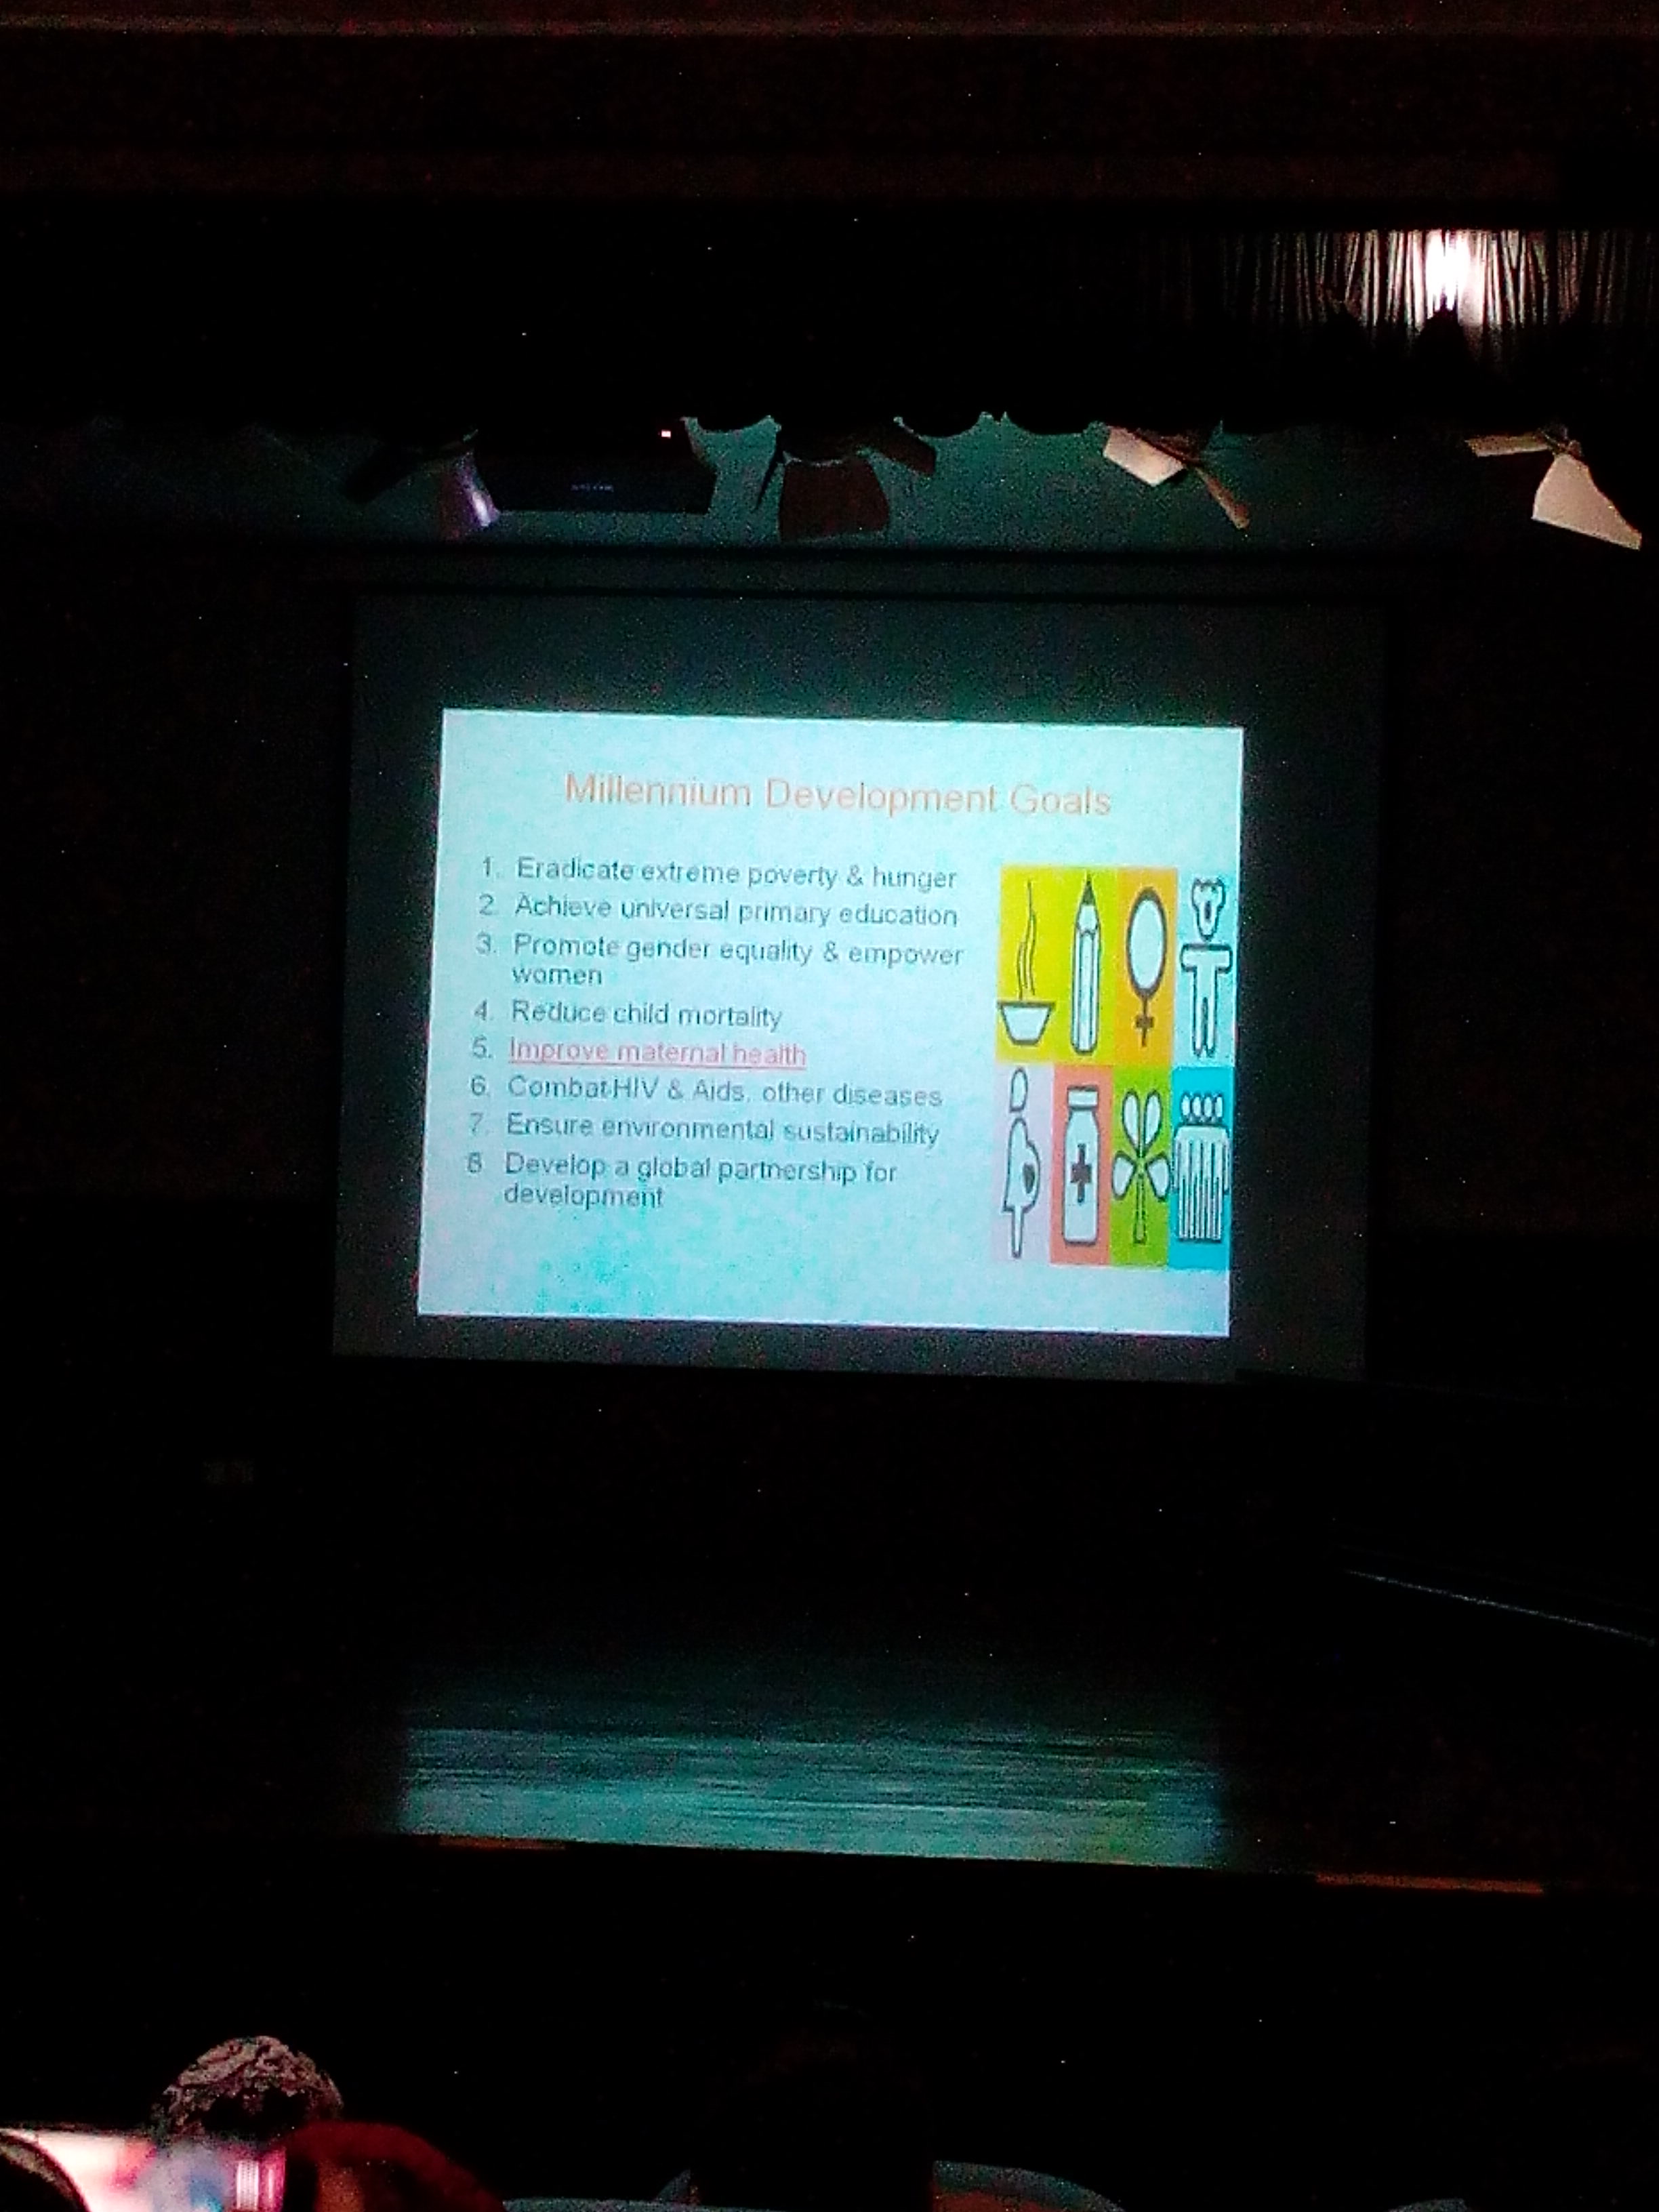 Millennium Development Goals
1. Eradicate extreme poverty & hunger
2. Achieve universal primary education
3. Promote gender equality & empower
women
4. Reduce child mortality
5. Improve maternal health
6. Combat HIV & Aids, other diseases
7. Ensure environmental sustainability
8. Develop a global partnership for
development